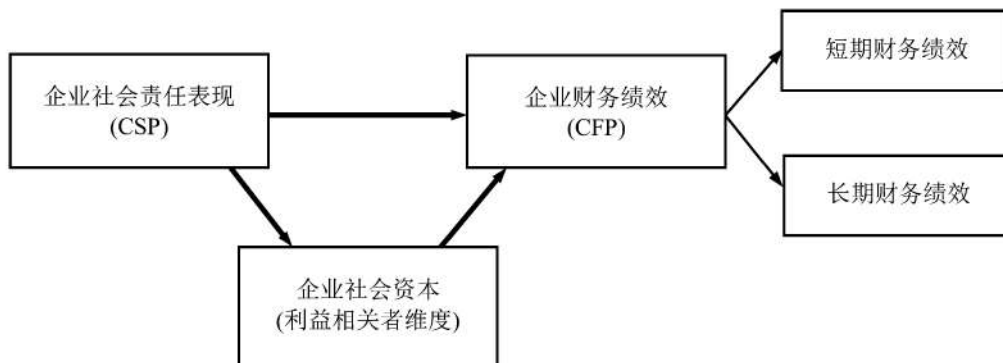 短期财务绩效
企业社会责任表现
(CSP)
企业财务绩效
(CFP)
长期财务绩效
企业社会资本
(利益相关者维度)